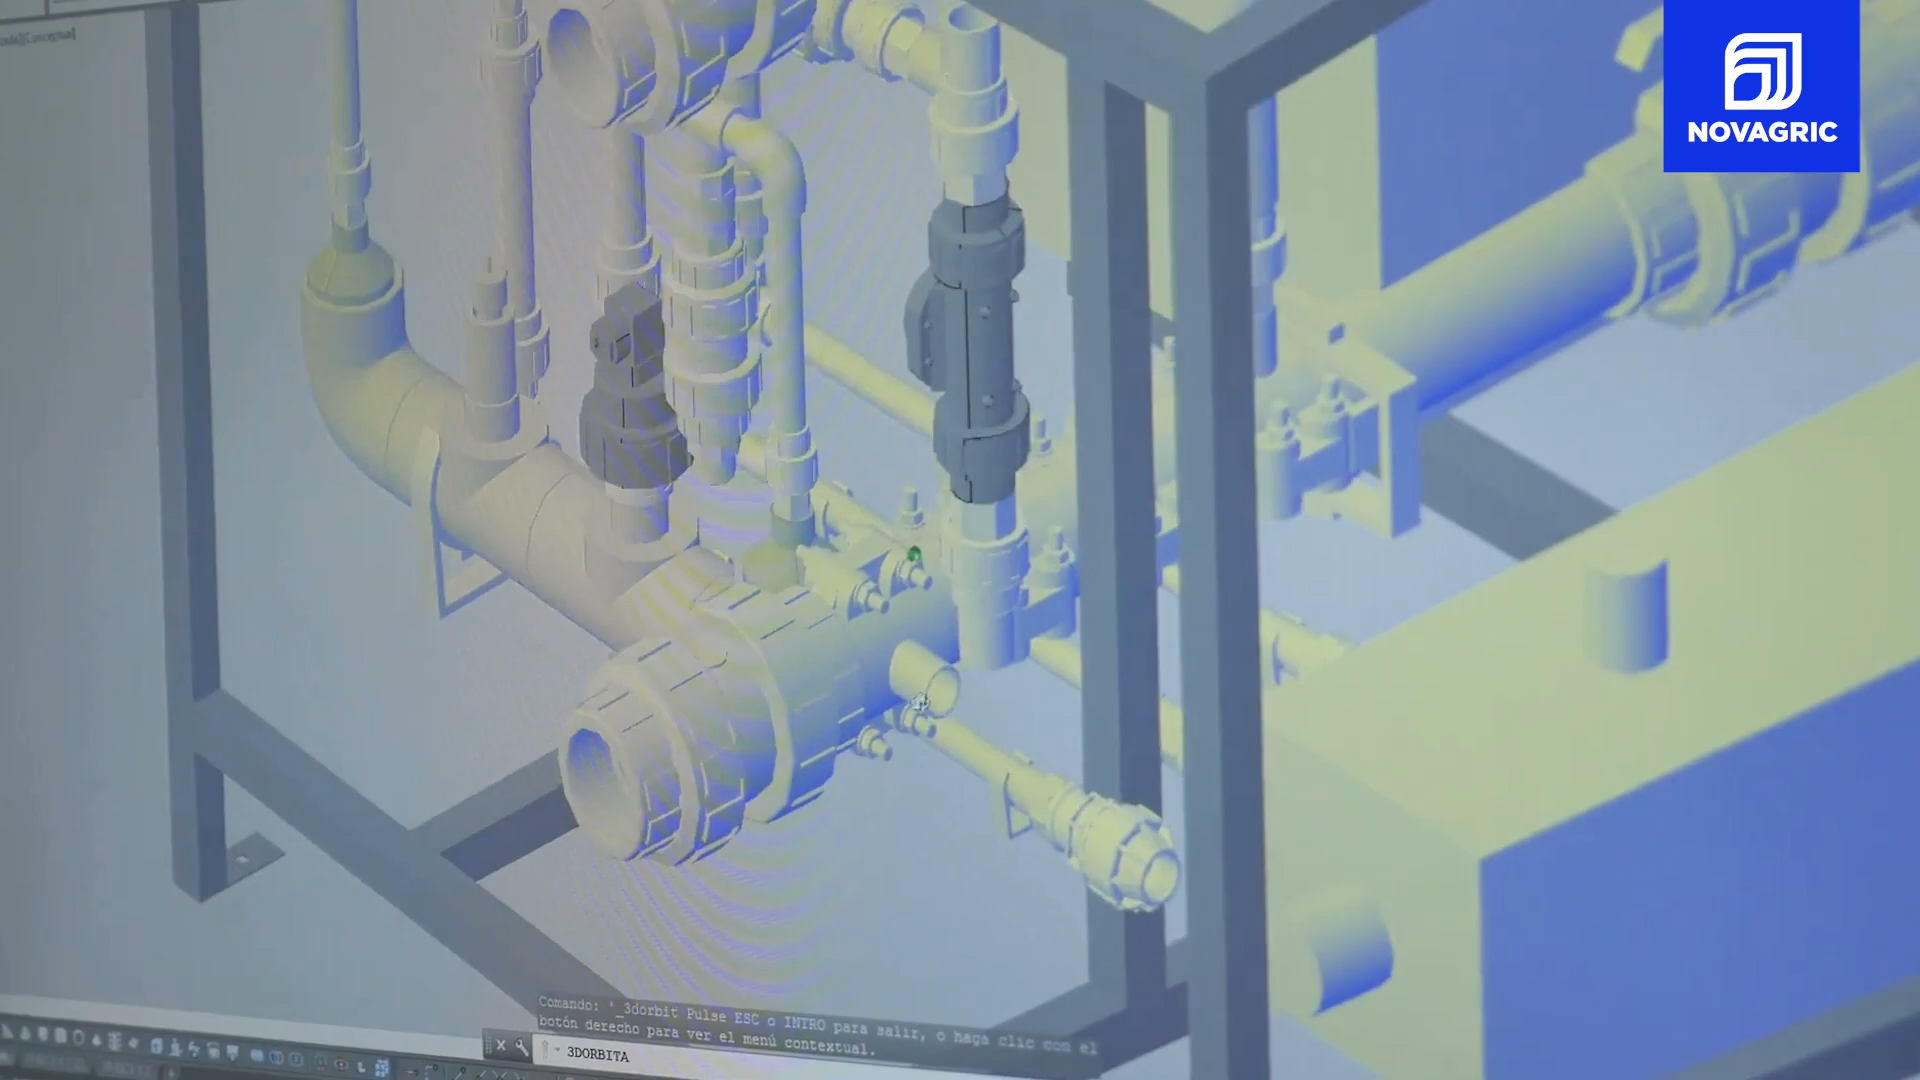 NOVAGRIC
Comando: '_3dorbit Pulse ESC o INTRO para salir, o haga clic con el
botón derecho para ver el menú contextual.
3DORBITA